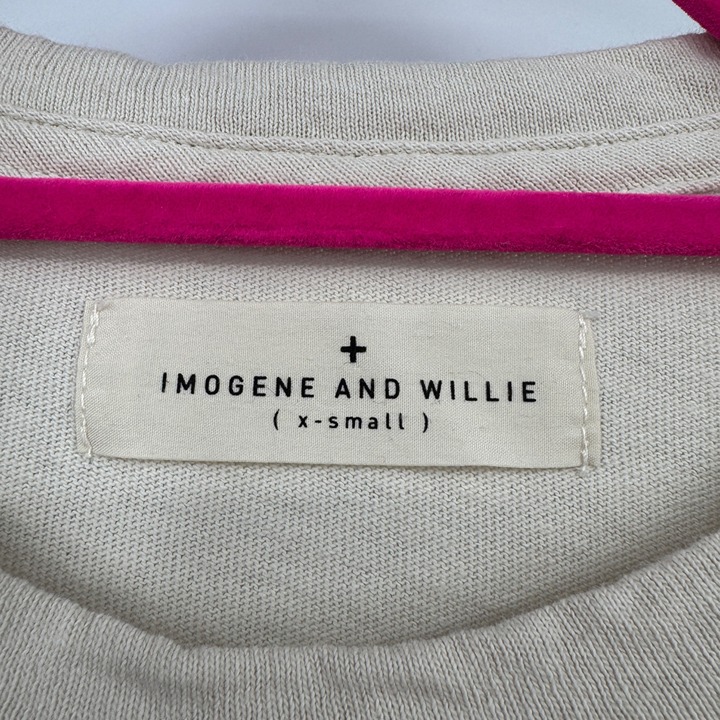 +
IMOGENE AND WILLIE
( x-small )